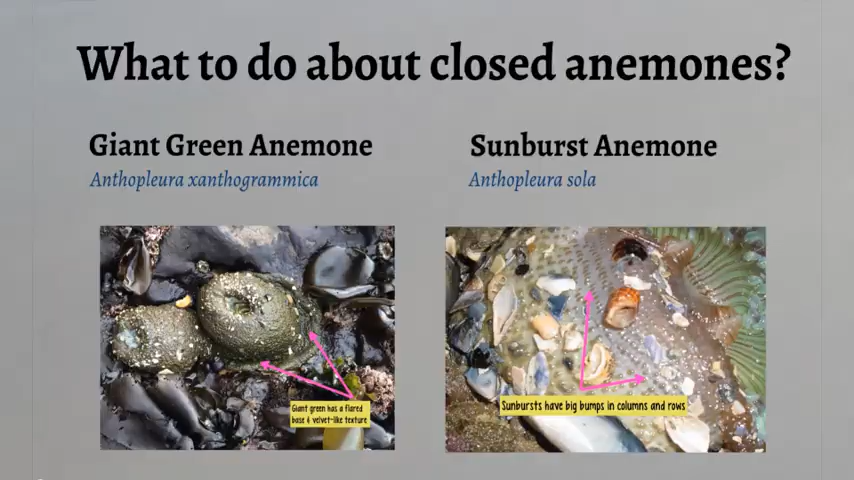 What to do about closed anemones?
Giant Green Anemone
Anthopleura xanthogrammica
Sunburst Anemone
Anthopleura sola
Giant green has a flared
base & velvet-like texture
Sunbursts have big bumps in columns and rows